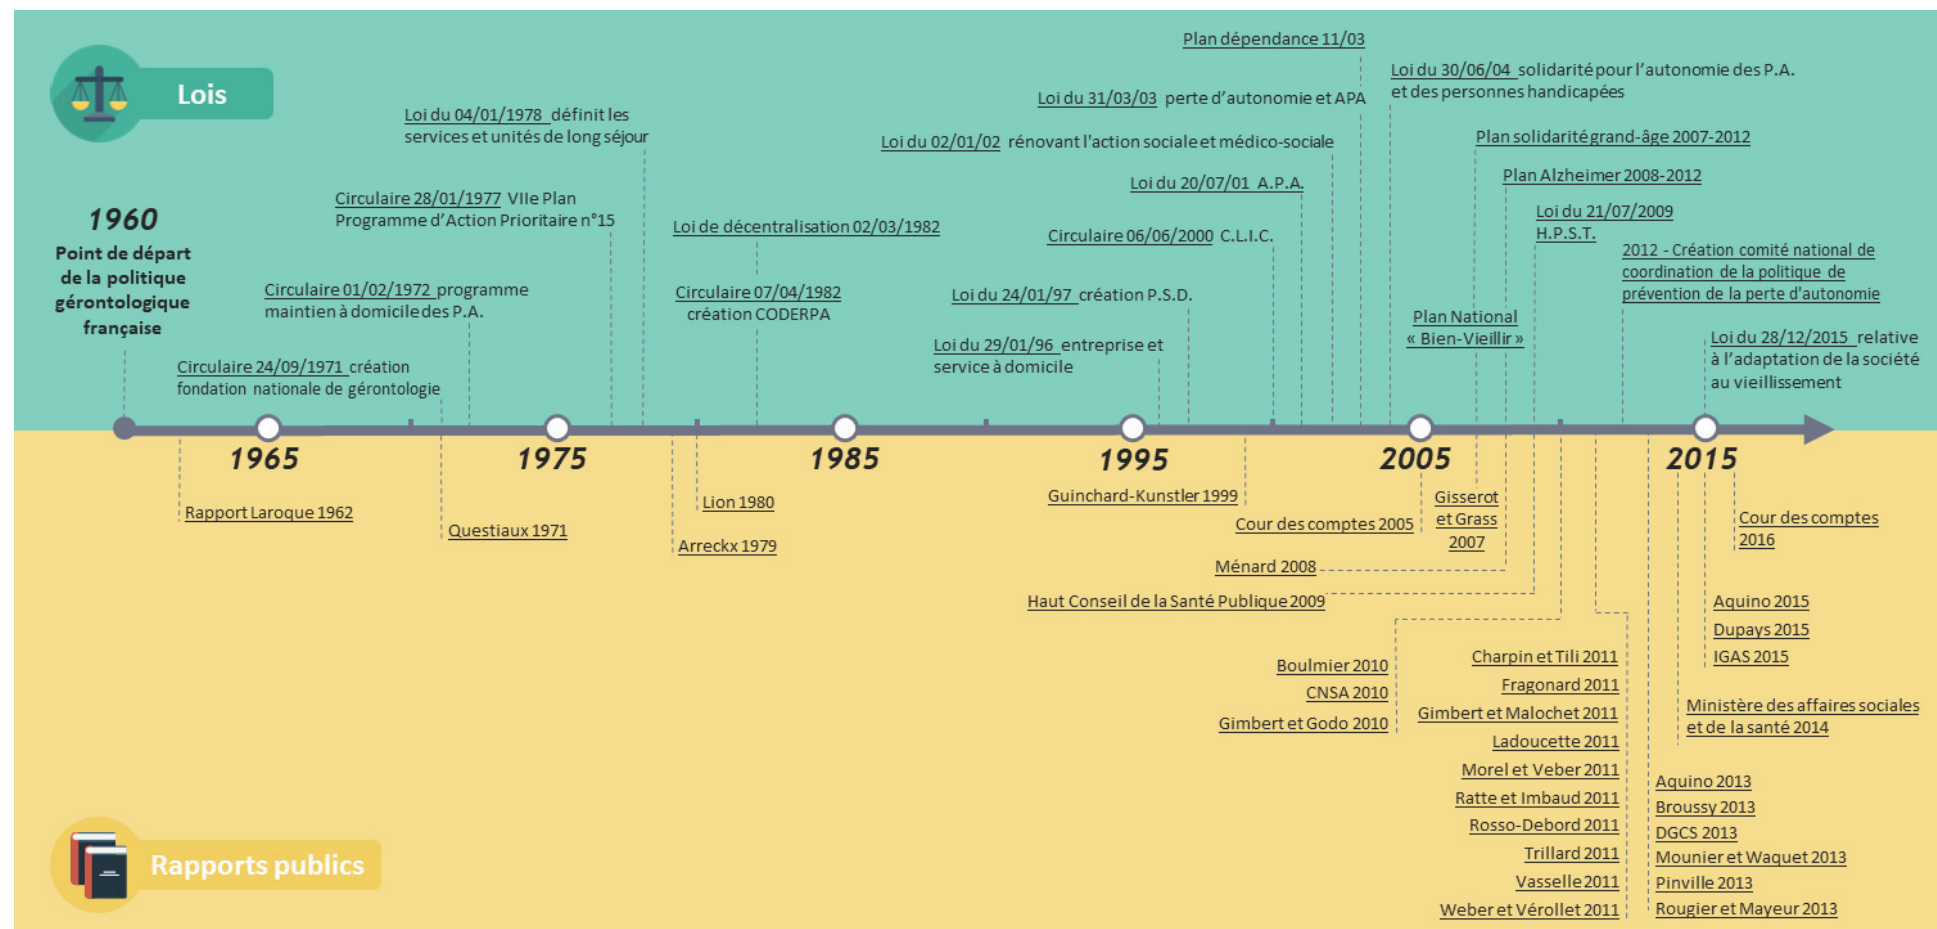 Lois
1960
Point de départ
de la politique
gérontologique
française
Circulaire 24/09/1971 création
fondation nationale de gérontologie
Circulaire 01/02/1972 programme
maintien à domicile des P.A.
Circulaire 28/01/1977 VIIe Plan
Programme d'Action Prioritaire n°15
Loi du 04/01/1978 définit les
services et unités de long séjour
Loi de décentralisation 02/03/1982
Circulaire 07/04/1982
création CODERPA
Loi du 29/01/96 entreprise et
service à domicile
Loi du 24/01/97 création P.S.D.
Circulaire 06/06/2000 C.L.I.C.
Loi du 20/07/01 A.P.A.
Loi du 02/01/02 rénovant l'action sociale et médico-sociale
Loi du 31/03/03 perte d'autonomie et APA
Plan dépendance 11/03
Loi du 30/06/04 solidarité pour l'autonomie des P.A.
et des personnes handicapées
Plan solidarité grand-âge 2007-2012
Plan Alzheimer 2008-2012
Plan National
« Bien-Vieillir »
Loi du 21/07/2009
H.P.S.T.
2012 - Création comité national de
coordination de la politique de
prévention de la perte d'autonomie
Loi du 28/12/2015 relative
à l'adaptation de la société
au vieillissement
1965
1975
1985
1995
2005
2015
Rapport Laroque 1962
Questiaux 1971
Arreckx 1979
Lion 1980
Guinchard-Kunstler 1999
Cour des comptes 2005
Gisserot
et Grass
2007
Ménard 2008
Haut Conseil de la Santé Publique 2009
Boulmier 2010
CNSA 2010
Gimbert et Godo 2010
Charpin et Tili 2011
Fragonard 2011
Gimbert et Malochet 2011
Ladoucette 2011
Morel et Veber 2011
Ratte et Imbaud 2011
Rosso-Debord 2011
Trillard 2011
Vasselle 2011
Weber et Vérollet 2011
Aquino 2013
Broussy 2013
DGCS 2013
Mounier et Waquet 2013
Pinville 2013
Rougier et Mayeur 2013
Ministère des affaires sociales
et de la santé 2014
Aquino 2015
Dupays 2015
IGAS 2015
Cour des comptes
2016
Rapports publics